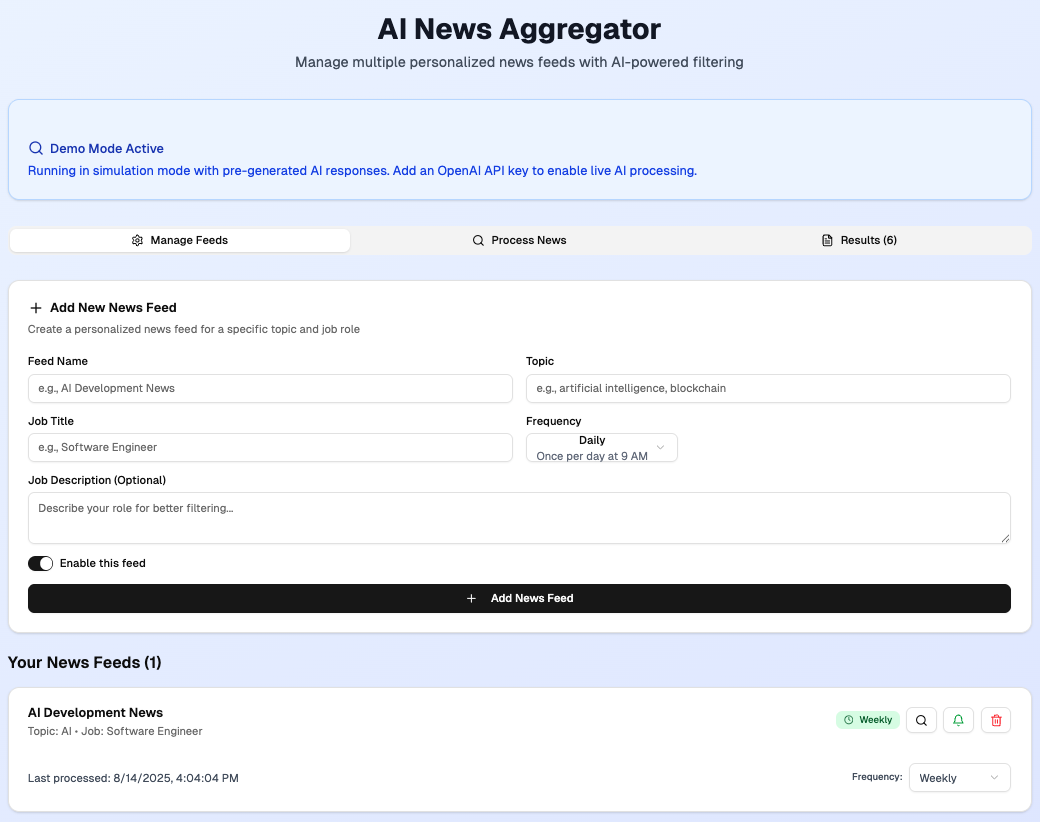 AI News Aggregator
Manage multiple personalized news feeds with AI-powered filtering
Demo Mode Active
Running in simulation mode with pre-generated AI responses. Add an OpenAI API key to enable live AI processing.
Manage Feeds
Process News
Results (6)
Add New News Feed
Create a personalized news feed for a specific topic and job role
Feed Name
Topic
e.g., AI Development News
e.g., artificial intelligence, blockchain
Job Title
Frequency
e.g., Software Engineer
Daily
Once per day at 9 AM
Job Description (Optional)
Describe your role for better filtering...
Enable this feed
Add News Feed
Your News Feeds (1)
AI Development News
Topic: AI • Job: Software Engineer
Weekly
Last processed: 8/14/2025, 4:04:04 PM
Frequency:
Weekly